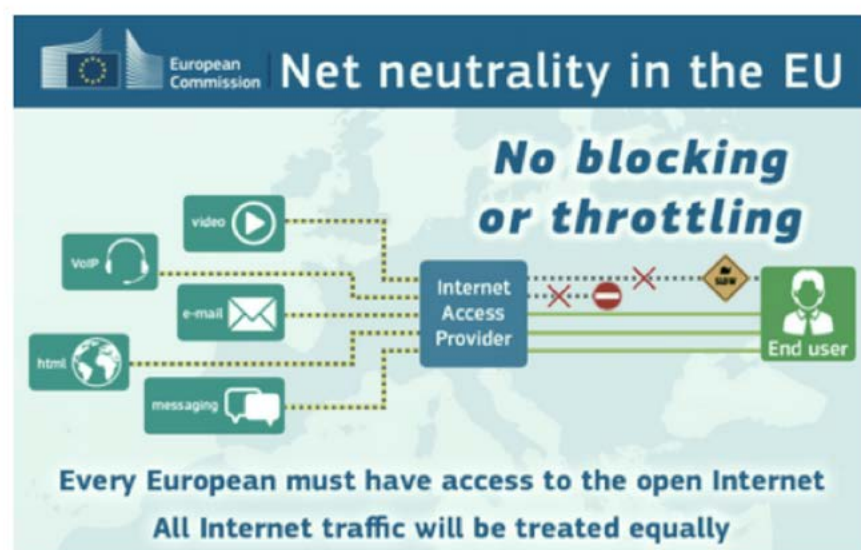 European
Commission
Net neutrality in the EU
No blocking
or throttling
video
VoIP
e-mail
html
messaging
Internet
Access
Provider
SLOW
End user
Every European must have access to the open Internet
All Internet traffic will be treated equally